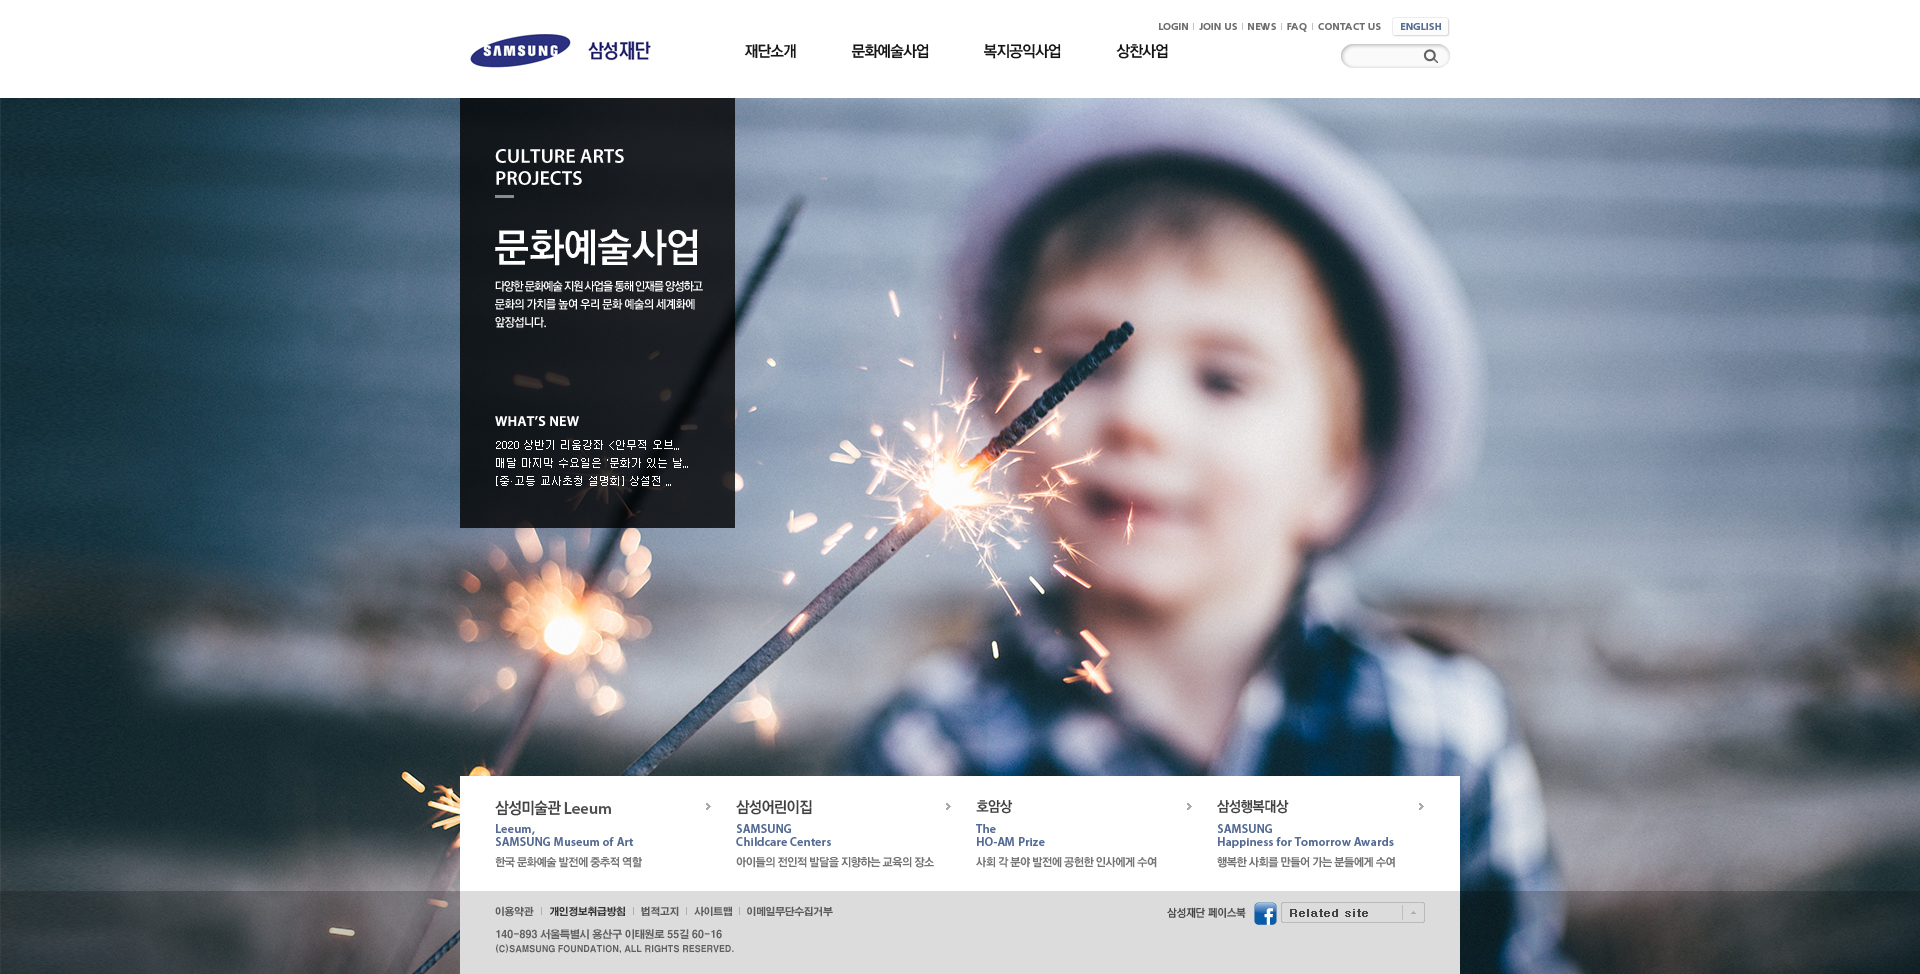 LOGIN JOIN US NEWS FAQ CONTACT US ENGLISH
SAMSUNG 삼성재단
재단소개 문화예술사업 복지공익사업 상찬사업
CULTURE ARTS
PROJECTS
문화예술사업
다양한 문화예술 지원 사업을 통해 인재를 양성하고
문화의 가치를 높여 우리 문화 예술의 세계화에
앞장섭니다.
WHAT'S NEW
2020 상반기 리움강좌 <안무적 오브...
매달 마지막 수요일은 '문화가 있는 날...
[중·고등 교사초청 설명회] 상설전 ...
삼성미술관 Leeum
Leeum,
SAMSUNG Museum of Art
한국 문화예술 발전에 중추적 역할
삼성어린이집
SAMSUNG
Childcare Centers
아이들의 전인적 발달을 지향하는 교육의 장소
호암상
The
HO-AM Prize
사회 각 분야 발전에 공헌한 인사에게 수여
삼성행복대상
SAMSUNG
Happiness for Tomorrow Awards
행복한 사회를 만들어 가는 분들에게 수여
이용약관 개인정보취급방침 법적고지 사이트맵 이메일무단수집거부
삼성재단 페이스북 Related site
140-893 서울특별시 용산구 이태원로 55길 60-16
(C)SAMSUNG FOUNDATION, ALL RIGHTS RESERVED.